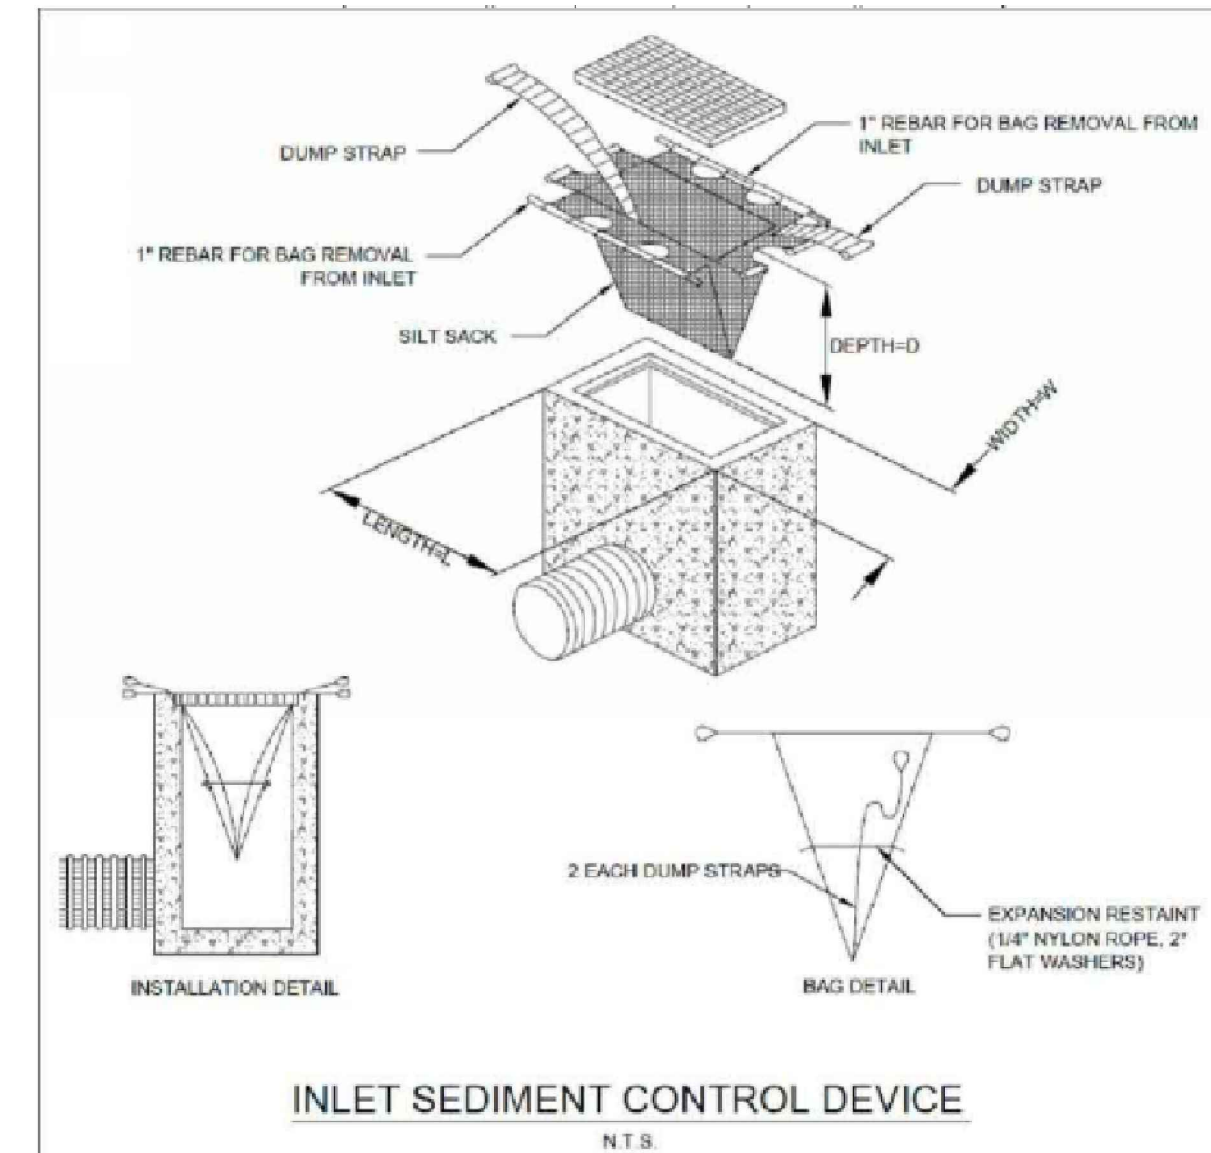 1" REBAR FOR BAG REMOVAL FROM
INLET
DUMP STRAP
DUMP STRAP
1" REBAR FOR BAG REMOVAL
FROM INLET
SILT SACK
DEPTH=D
WIDTH=W
LENGTH=L
2 EACH DUMP STRAPS
EXPANSION RESTAINT
(1/4" NYLON ROPE, 2"
FLAT WASHERS)
INSTALLATION DETAIL
BAG DETAIL
INLET SEDIMENT CONTROL DEVICE
N.T.S.